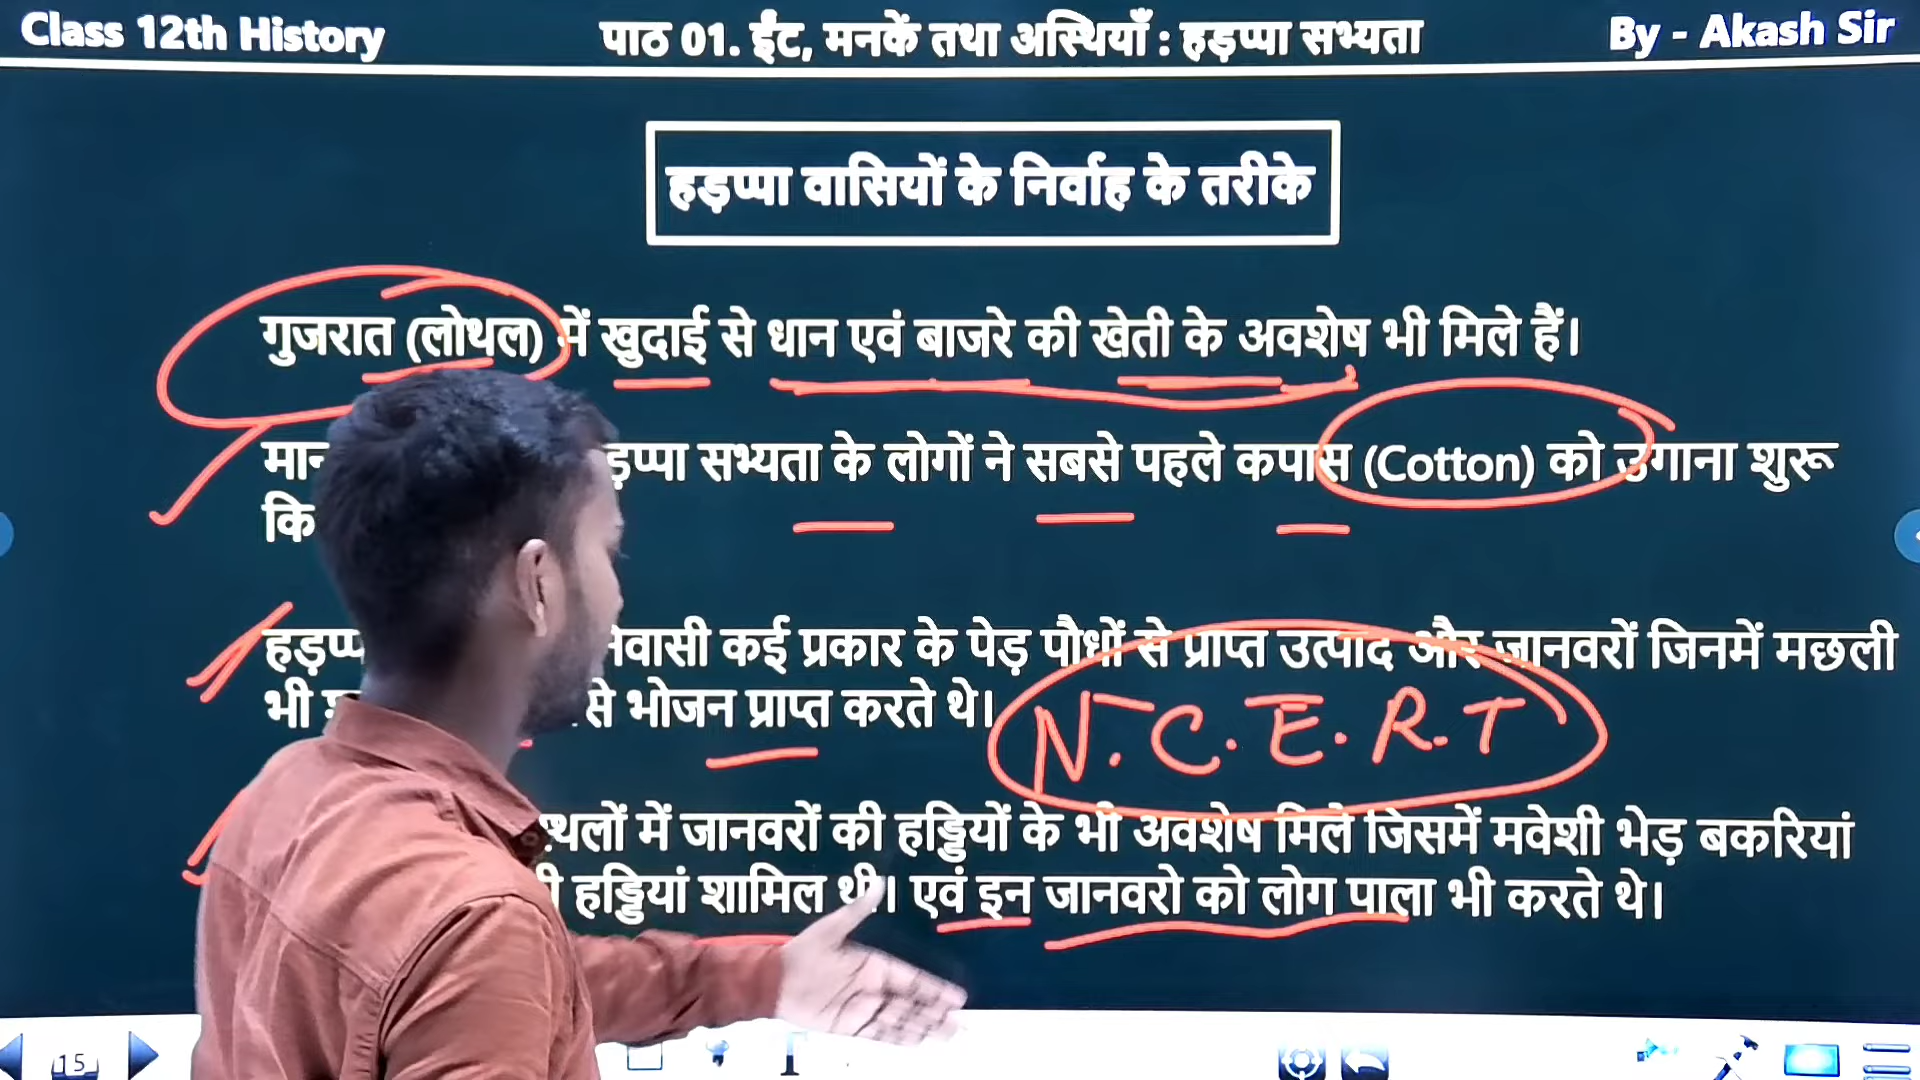 Class 12th History
पाठ 01. ईंट, मनकें तथा अस्थियाँ : हड़प्पा सभ्यता
By - Akash Sir
हड़प्पा वासियों के निर्वाह के तरीके
गुजरात (लोथल) में खुदाई से धान एवं बाजरे की खेती के अवशेष भी मिले हैं।
सभ्यता के लोगों ने सबसे पहले कपास (Cotton) को उगाना शुरू
कई प्रकार के पेड़ पौधों से प्राप्त उत्पाद और जानवरों जिनमें मछली
भी से भोजन प्राप्त करते थे।
N.C.E.R.T
में जानवरों की हड्डियों के भी अवशेष मिले जिसमें मवेशी भेड़ बकरियां
हड्डियां शामिल थी। एवं इन जानवरो को लोग पाला भी करते थे।
15